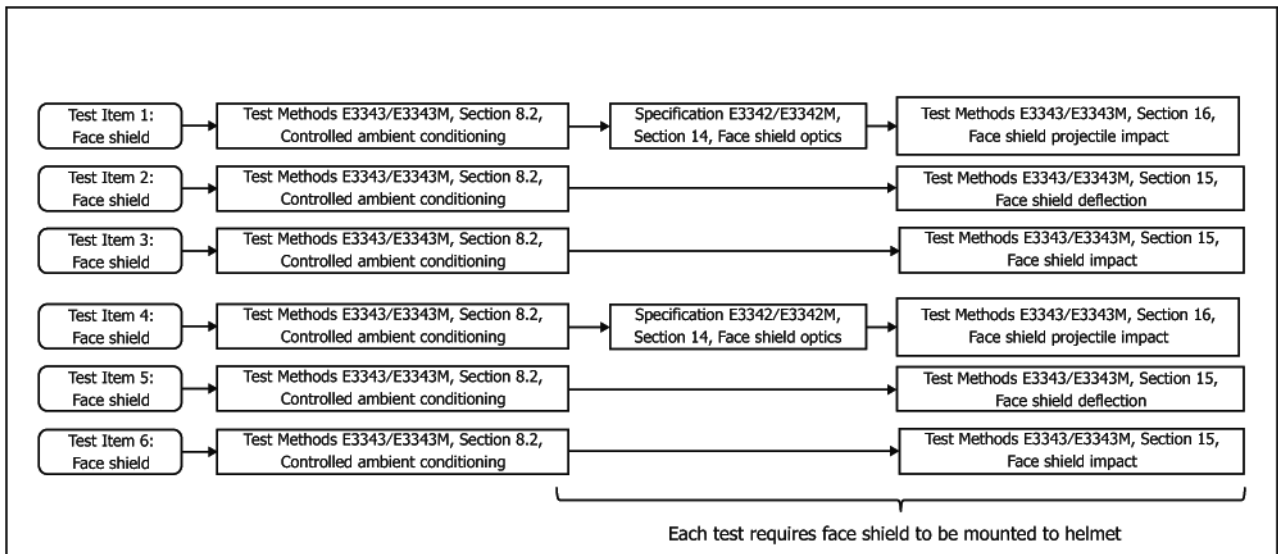 Test Item 1:
Face shield
Test Methods E3343/E3343M, Section 8.2,
Controlled ambient conditioning
Specification E3342/E3342M,
Section 14, Face shield optics
Test Methods E3343/E3343M, Section 16,
Face shield projectile impact
Test Item 2:
Face shield
Test Methods E3343/E3343M, Section 8.2,
Controlled ambient conditioning
Test Methods E3343/E3343M, Section 15,
Face shield deflection
Test Item 3:
Face shield
Test Methods E3343/E3343M, Section 8.2,
Controlled ambient conditioning
Test Methods E3343/E3343M, Section 15,
Face shield impact
Test Item 4:
Face shield
Test Methods E3343/E3343M, Section 8.2,
Controlled ambient conditioning
Specification E3342/E3342M,
Section 14, Face shield optics
Test Methods E3343/E3343M, Section 16,
Face shield projectile impact
Test Item 5:
Face shield
Test Methods E3343/E3343M, Section 8.2,
Controlled ambient conditioning
Test Methods E3343/E3343M, Section 15,
Face shield deflection
Test Item 6:
Face shield
Test Methods E3343/E3343M, Section 8.2,
Controlled ambient conditioning
Test Methods E3343/E3343M, Section 15,
Face shield impact
Each test requires face shield to be mounted to helmet